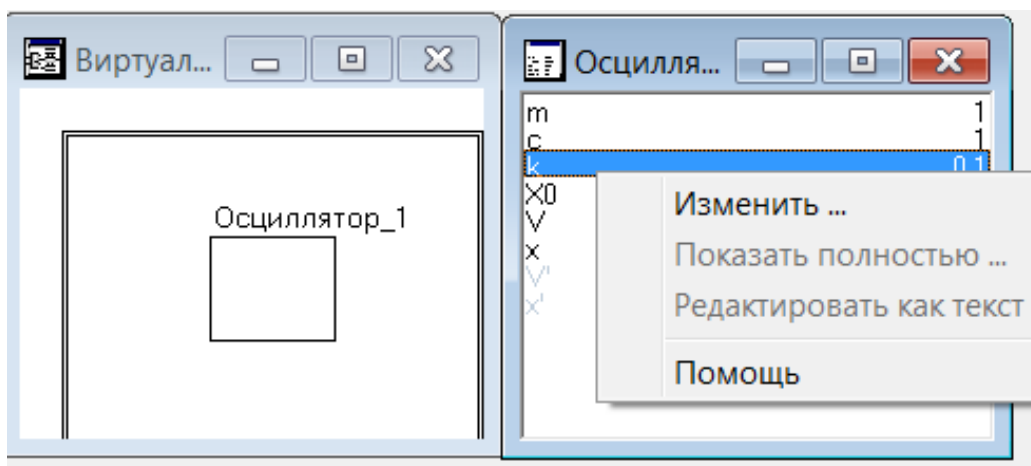 Виртуал...
Осциллятор_1
Осцилля...
m 1
c 1
k 0.1
X0
V
x
V'
x'
Изменить ...
Показать полностью ...
Редактировать как текст
Помощь